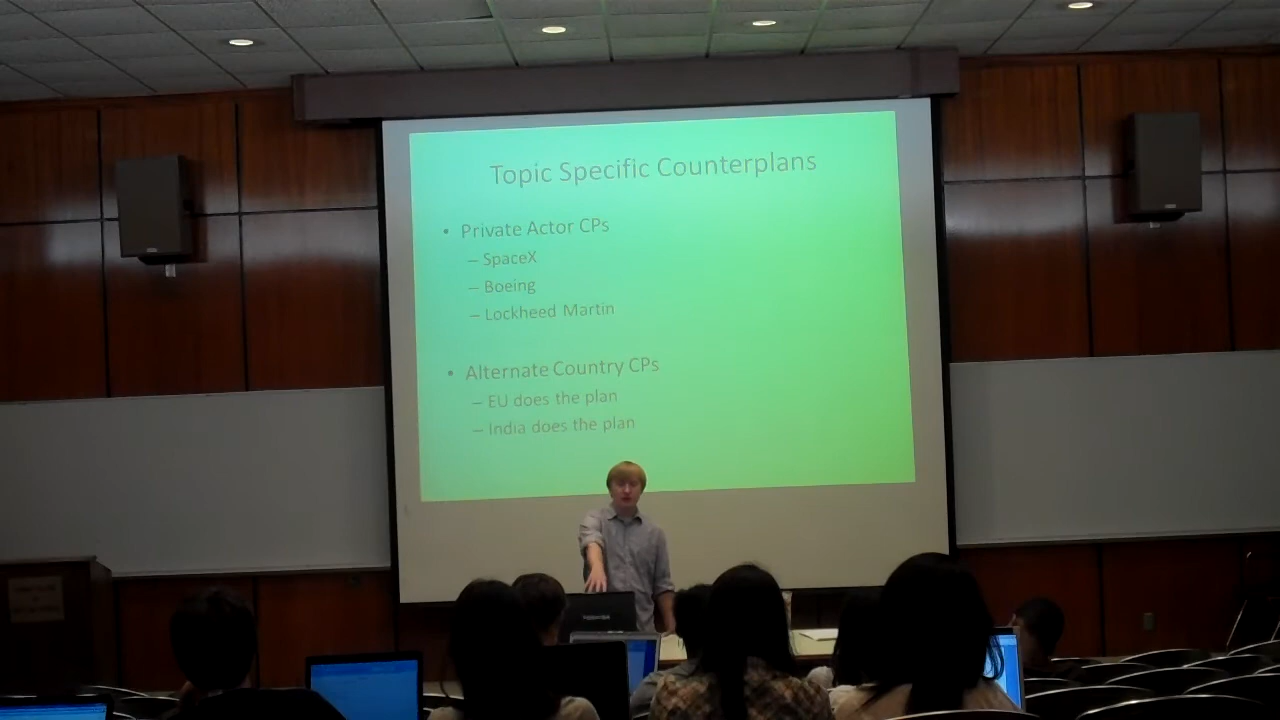 Topic Specific Counterplans
• Private Actor CPs
– SpaceX
– Boeing
– Lockheed Martin
• Alternate Country CPs
– EU does the plan
– India does the plan